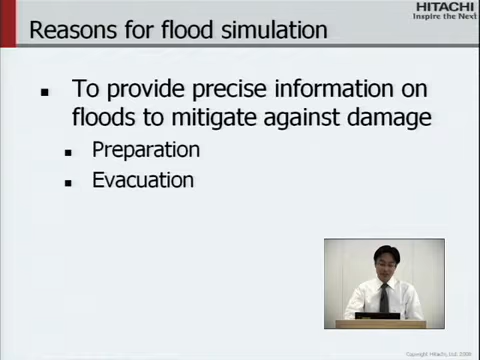 HITACHI
Inspire the Next
Reasons for flood simulation
To provide precise information on
floods to mitigate against damage
Preparation
Evacuation
Copyright Hitachi, Ltd. 2009